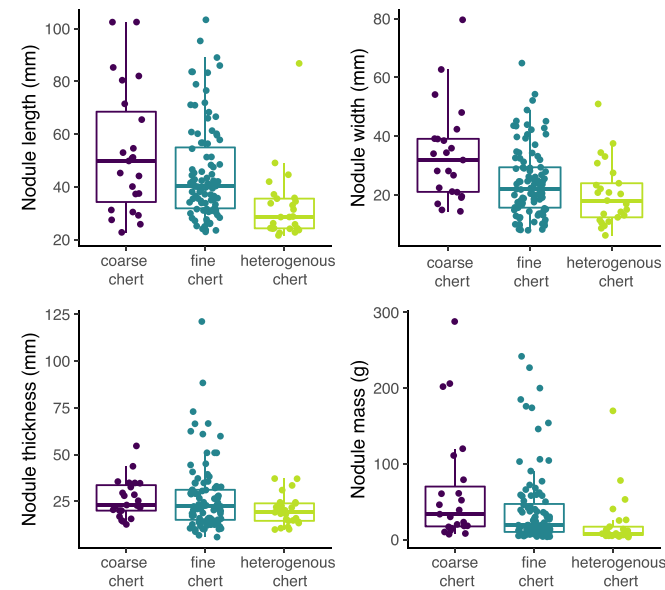 Nodule length (mm)
100
80
60
40
20
coarse chert
fine chert
heterogenous chert
Nodule width (mm)
80
60
40
20
coarse chert
fine chert
heterogenous chert
Nodule thickness (mm)
125
100
75
50
25
coarse chert
fine chert
heterogenous chert
Nodule mass (g)
300
200
100
0
coarse chert
fine chert
heterogenous chert